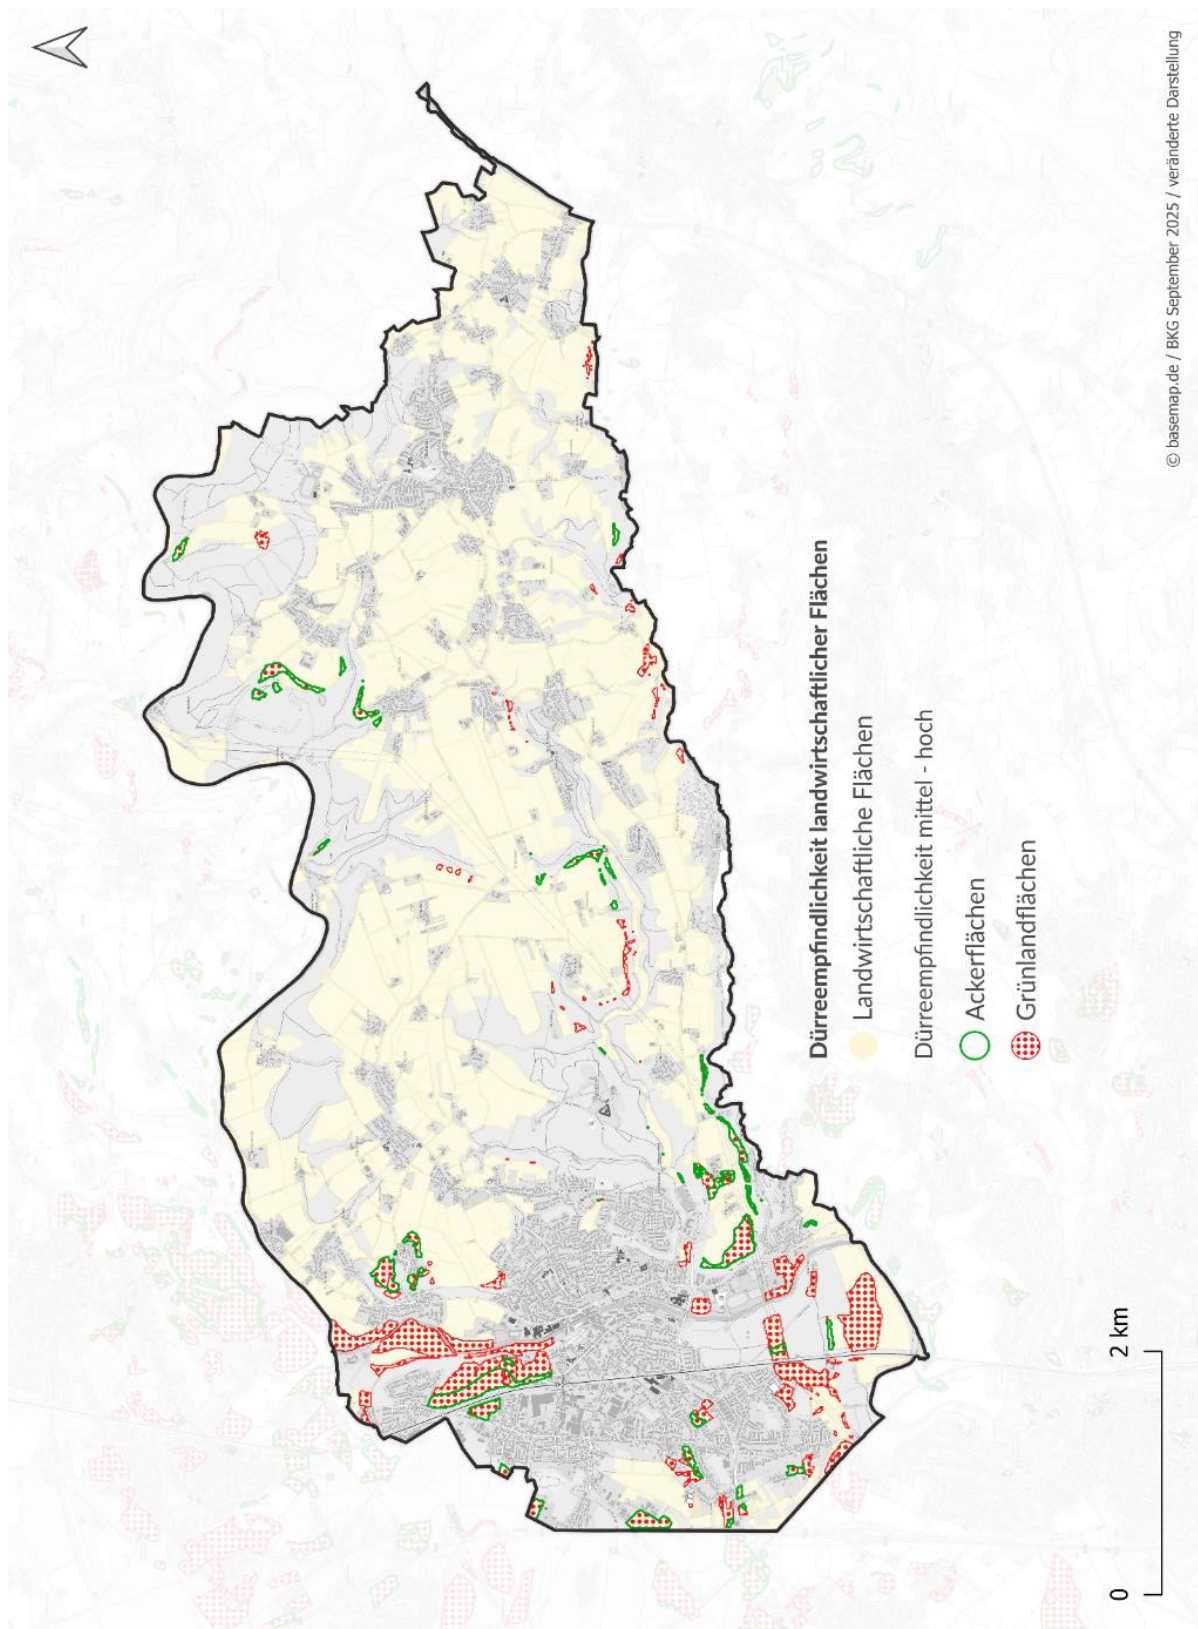 Dürreempfindlichkeit landwirtschaftlicher Flächen
Landwirtschaftliche Flächen
Dürreempfindlichkeit mittel - hoch
Ackerflächen
Grünlandflächen
0
2 km
© basemap.de / BKG September 2025 / veränderte Darstellung